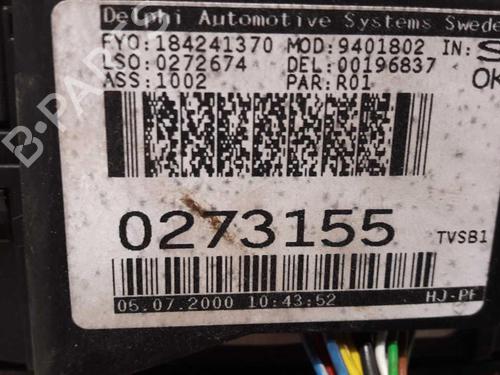 Delphi Automotive Systems Swede
FYO:184241370 MOD:9401802 IN:S
LSO:0272674 DEL:00196837 OK
ASS:1002 PAR:R01
0273155
TVSB1
05.07.2000 10:43:52 HJ-PF
B-PARTS